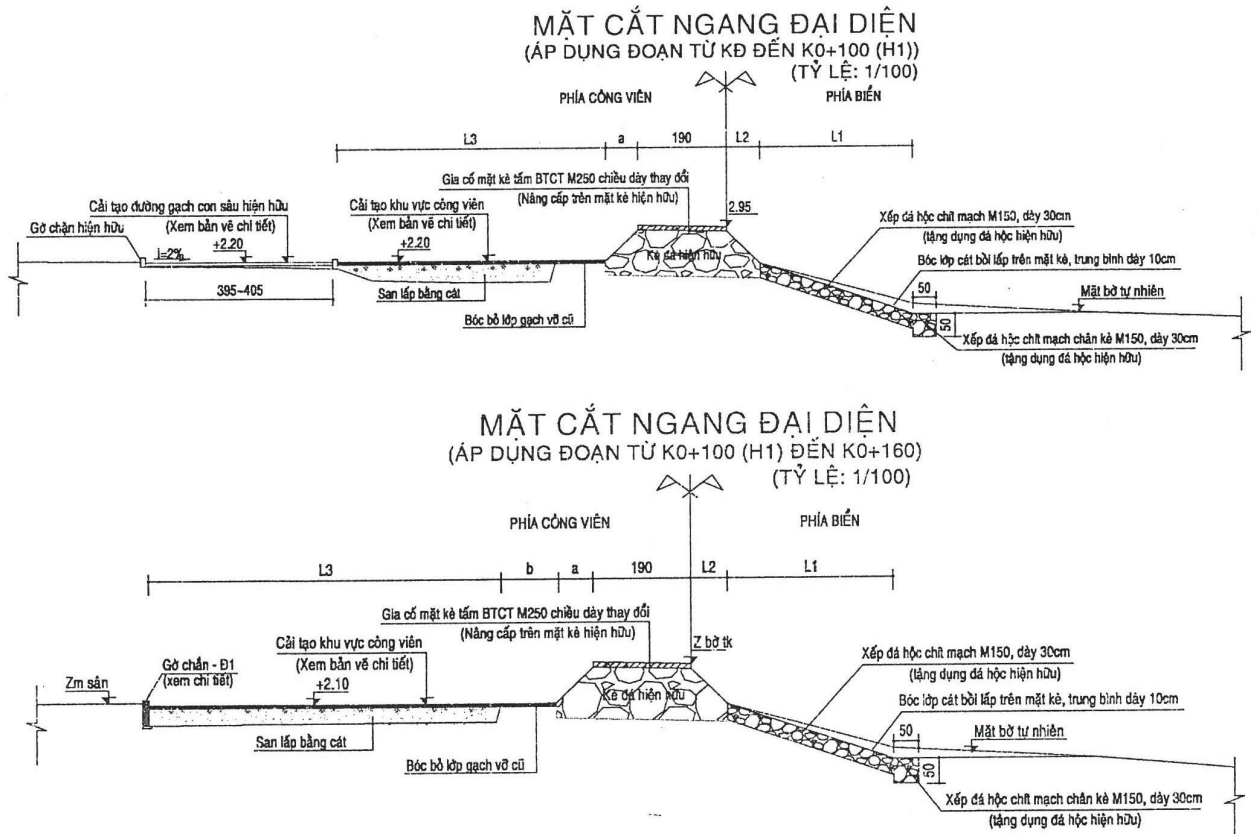 MẶT CẮT NGANG ĐẠI DIỆN
(ÁP DỤNG ĐOẠN TỪ KĐ ĐẾN K0+100 (H1))
(TỶ LỆ: 1/100)
PHÍA CÔNG VIÊN
PHÍA BIỂN
L3
a
190
L2
L1
Gia cố mặt kè tấm BTCT M250 chiều dày thay đổi
(Nâng cấp trên mặt kè hiện hữu)
2.95
Cải tạo đường gạch con sâu hiện hữu
(Xem bản vẽ chi tiết)
Cải tạo khu vực công viên
(Xem bản vẽ chi tiết)
Gờ chặn hiện hữu
i=2%
+2.20
+2.20
Kè đá hiện hữu
Xếp đá hộc chít mạch M150, dày 30cm
(tận dụng đá hộc hiện hữu)
Bóc lớp cát bồi lấp trên mặt kè, trung bình dày 10cm
50
Mặt bờ tự nhiên
395~405
San lấp bằng cát
Bóc bỏ lớp gạch vỡ cũ
50
Xếp đá hộc chít mạch chân kè M150, dày 30cm
(tận dụng đá hộc hiện hữu)
MẶT CẮT NGANG ĐẠI DIỆN
(ÁP DỤNG ĐOẠN TỪ K0+100 (H1) ĐẾN K0+160)
(TỶ LỆ: 1/100)
PHÍA CÔNG VIÊN
PHÍA BIỂN
L3
b
a
190
L2
L1
Gia cố mặt kè tấm BTCT M250 chiều dày thay đổi
(Nâng cấp trên mặt kè hiện hữu)
Z bờ tk
Cải tạo khu vực công viên
(Xem bản vẽ chi tiết)
Gờ chắn - Đ1
(xem chi tiết)
Zm sân
+2.10
Kè đá hiện hữu
Xếp đá hộc chít mạch M150, dày 30cm
(tận dụng đá hộc hiện hữu)
Bóc lớp cát bồi lấp trên mặt kè, trung bình dày 10cm
50
Mặt bờ tự nhiên
San lấp bằng cát
Bóc bỏ lớp gạch vỡ cũ
50
Xếp đá hộc chít mạch chân kè M150, dày 30cm
(tận dụng đá hộc hiện hữu)